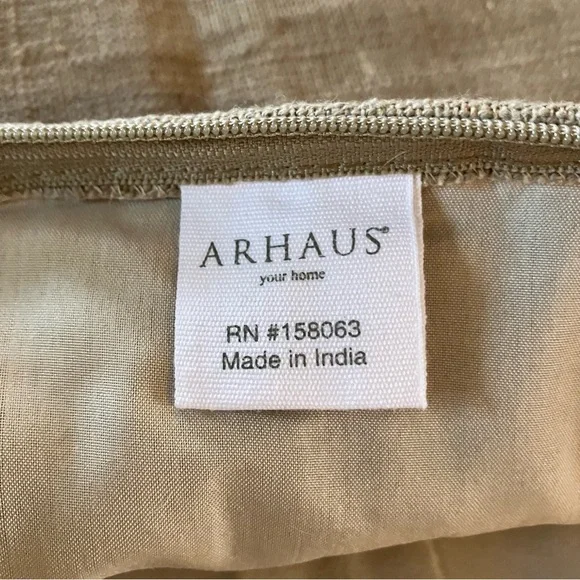 ARHAUS®
your home
RN #158063
Made in India